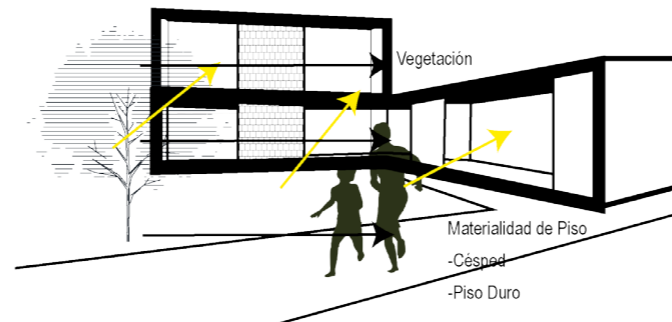 Vegetación
Materialidad de Piso
-Césped
-Piso Duro